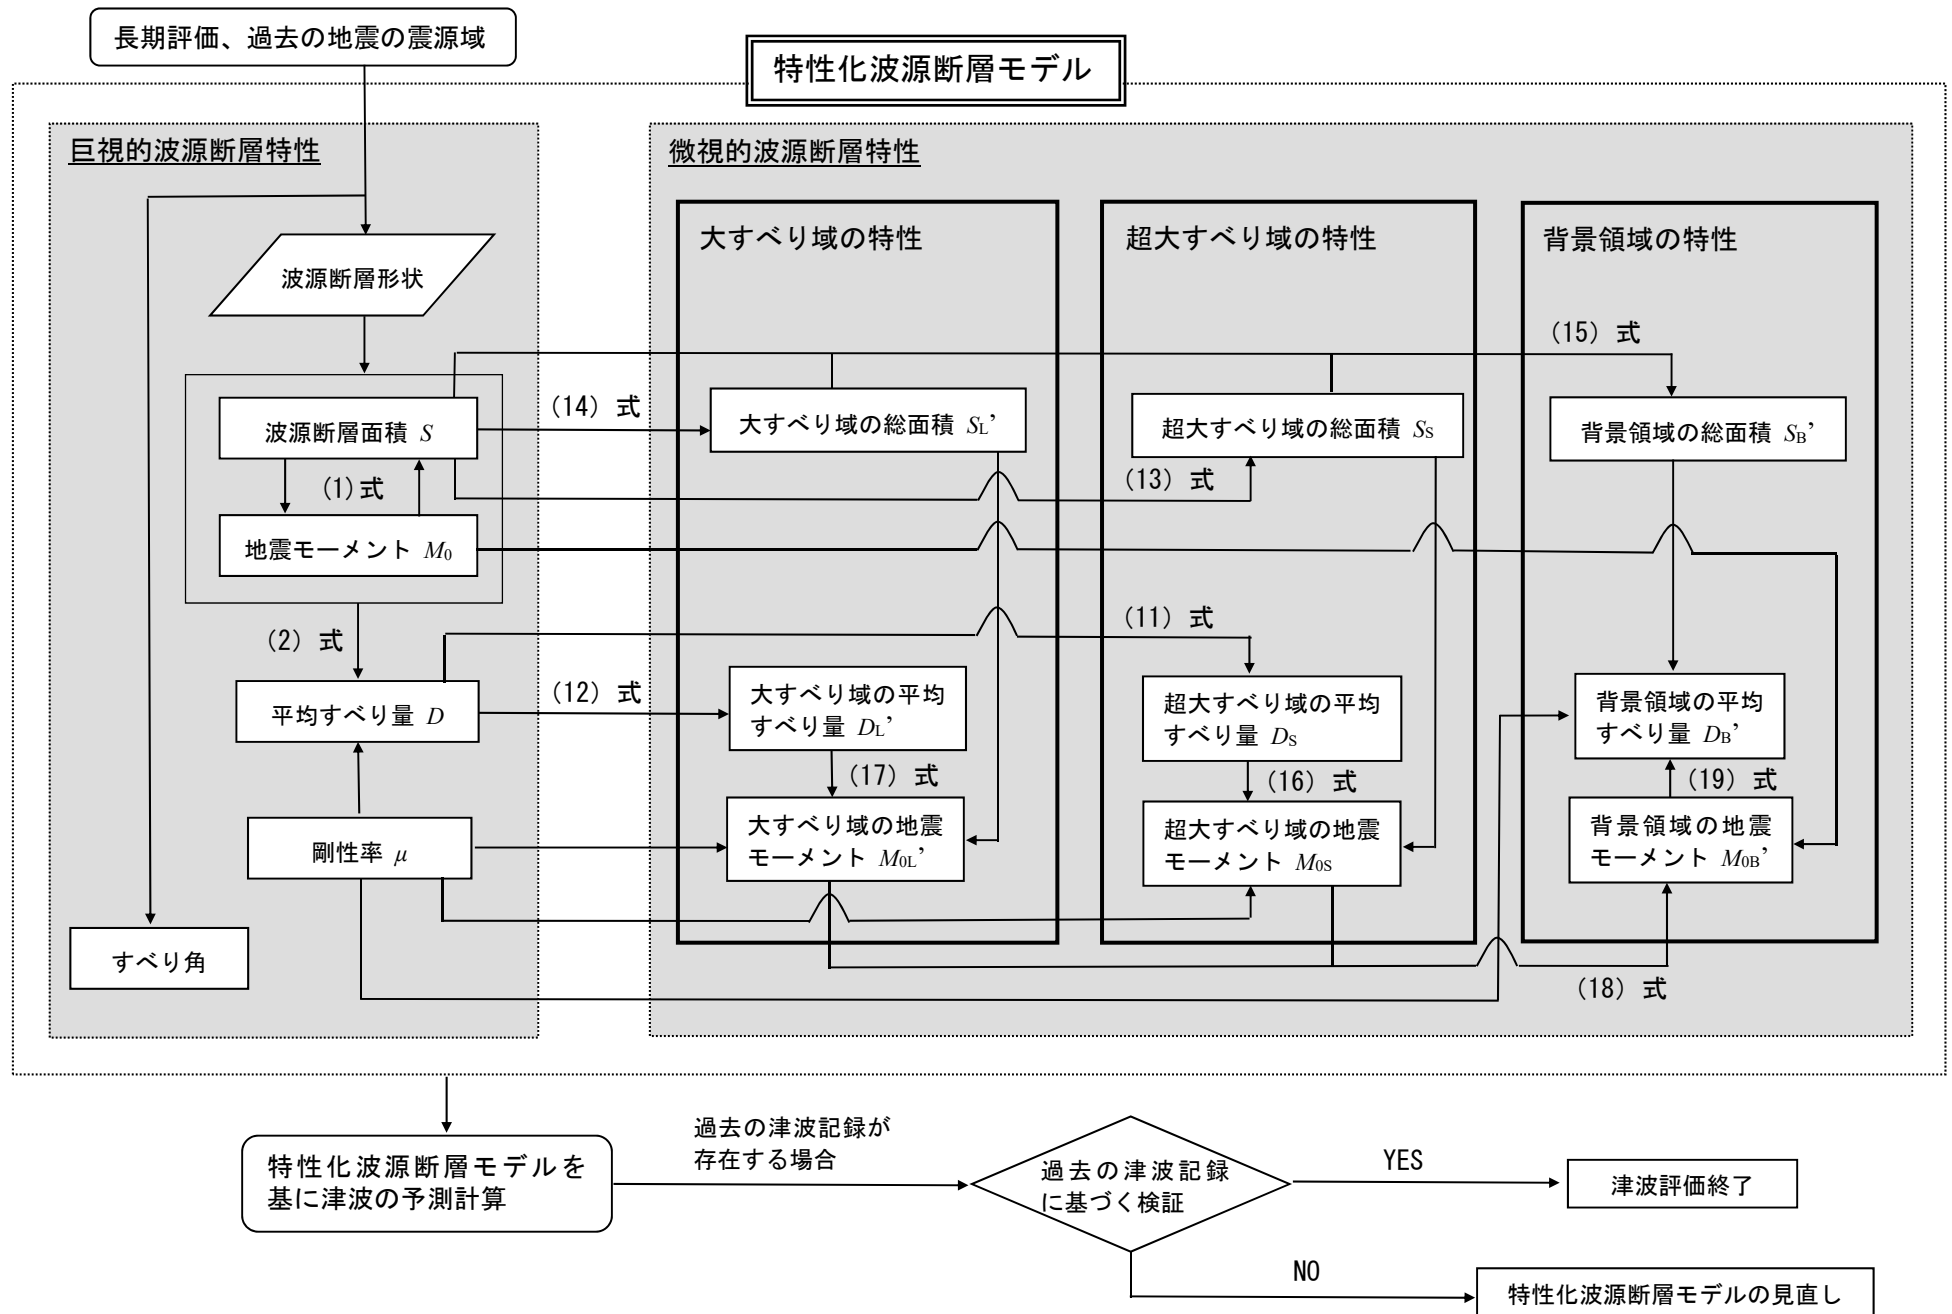 長期評価、過去の地震の震源域
特性化波源断層モデル
巨視的波源断層特性
波源断層形状
波源断層面積 S
(1)式
地震モーメント M0
(2) 式
平均すべり量 D
剛性率 μ
すべり角
微視的波源断層特性
大すべり域の特性
(14) 式
大すべり域の総面積 SL’
(12) 式
大すべり域の平均
すべり量 DL’
(17) 式
大すべり域の地震
モーメント M0L’
超大すべり域の特性
超大すべり域の総面積 SS
(13) 式
(11) 式
超大すべり域の平均
すべり量 DS
(16) 式
超大すべり域の地震
モーメント M0S
背景領域の特性
(15) 式
背景領域の総面積 SB’
背景領域の平均
すべり量 DB’
(19) 式
背景領域の地震
モーメント M0B’
(18) 式
特性化波源断層モデルを
基に津波の予測計算
過去の津波記録が
存在する場合
過去の津波記録
に基づく検証
YES
津波評価終了
NO
特性化波源断層モデルの見直し